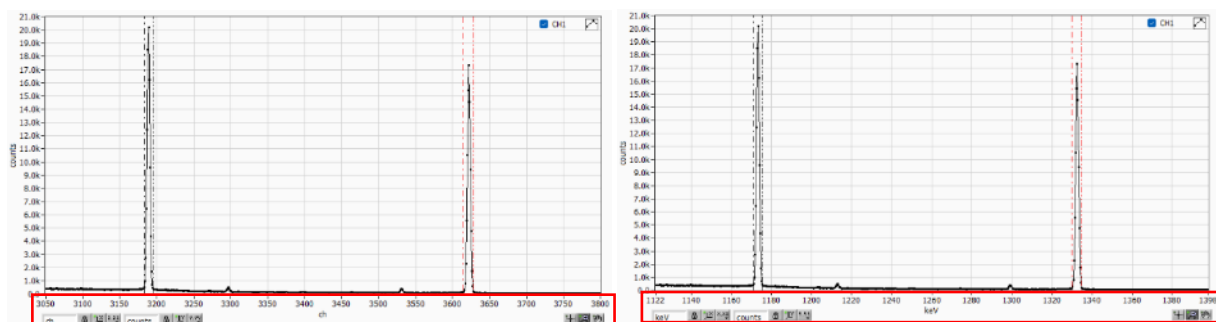 21.0k
20.0k
19.0k
18.0k
17.0k
16.0k
15.0k
14.0k
13.0k
12.0k
11.0k
10.0k
9.0k
8.0k
7.0k
6.0k
5.0k
4.0k
3.0k
2.0k
1.0k
0.0
counts
CH1
3050 3100 3150 3200 3250 3300 3350 3400 3450 3500 3550 3600 3650 3700 3750 3800
ch
counts
21.0k
20.0k
19.0k
18.0k
17.0k
16.0k
15.0k
14.0k
13.0k
12.0k
11.0k
10.0k
9.0k
8.0k
7.0k
6.0k
5.0k
4.0k
3.0k
2.0k
1.0k
0.0
counts
CH1
1122 1140 1160 1180 1200 1220 1240 1260 1280 1300 1320 1340 1360 1380 1398
keV
keV counts